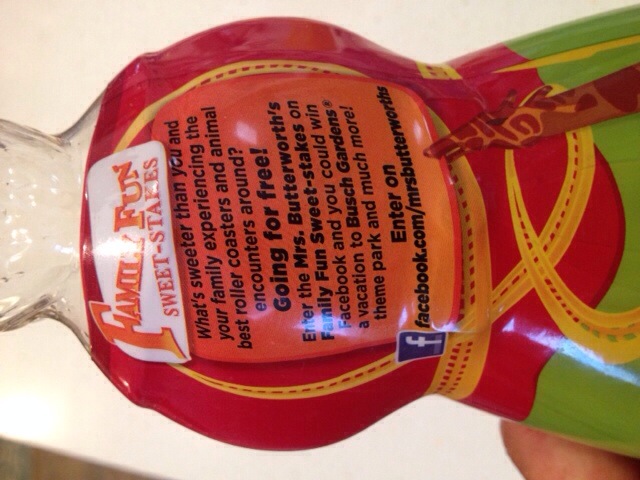 FAMILY FUN
SWEET-STAKES
What's sweeter than you and
your family experiencing the
best roller coasters and animal
encounters around?
Going for free!
Enter the Mrs. Butterworth's
Family Fun Sweet-stakes on
Facebook and you could win
a vacation to Busch Gardens®
theme park and much more!
Enter on
f facebook.com/mrsbutterworths